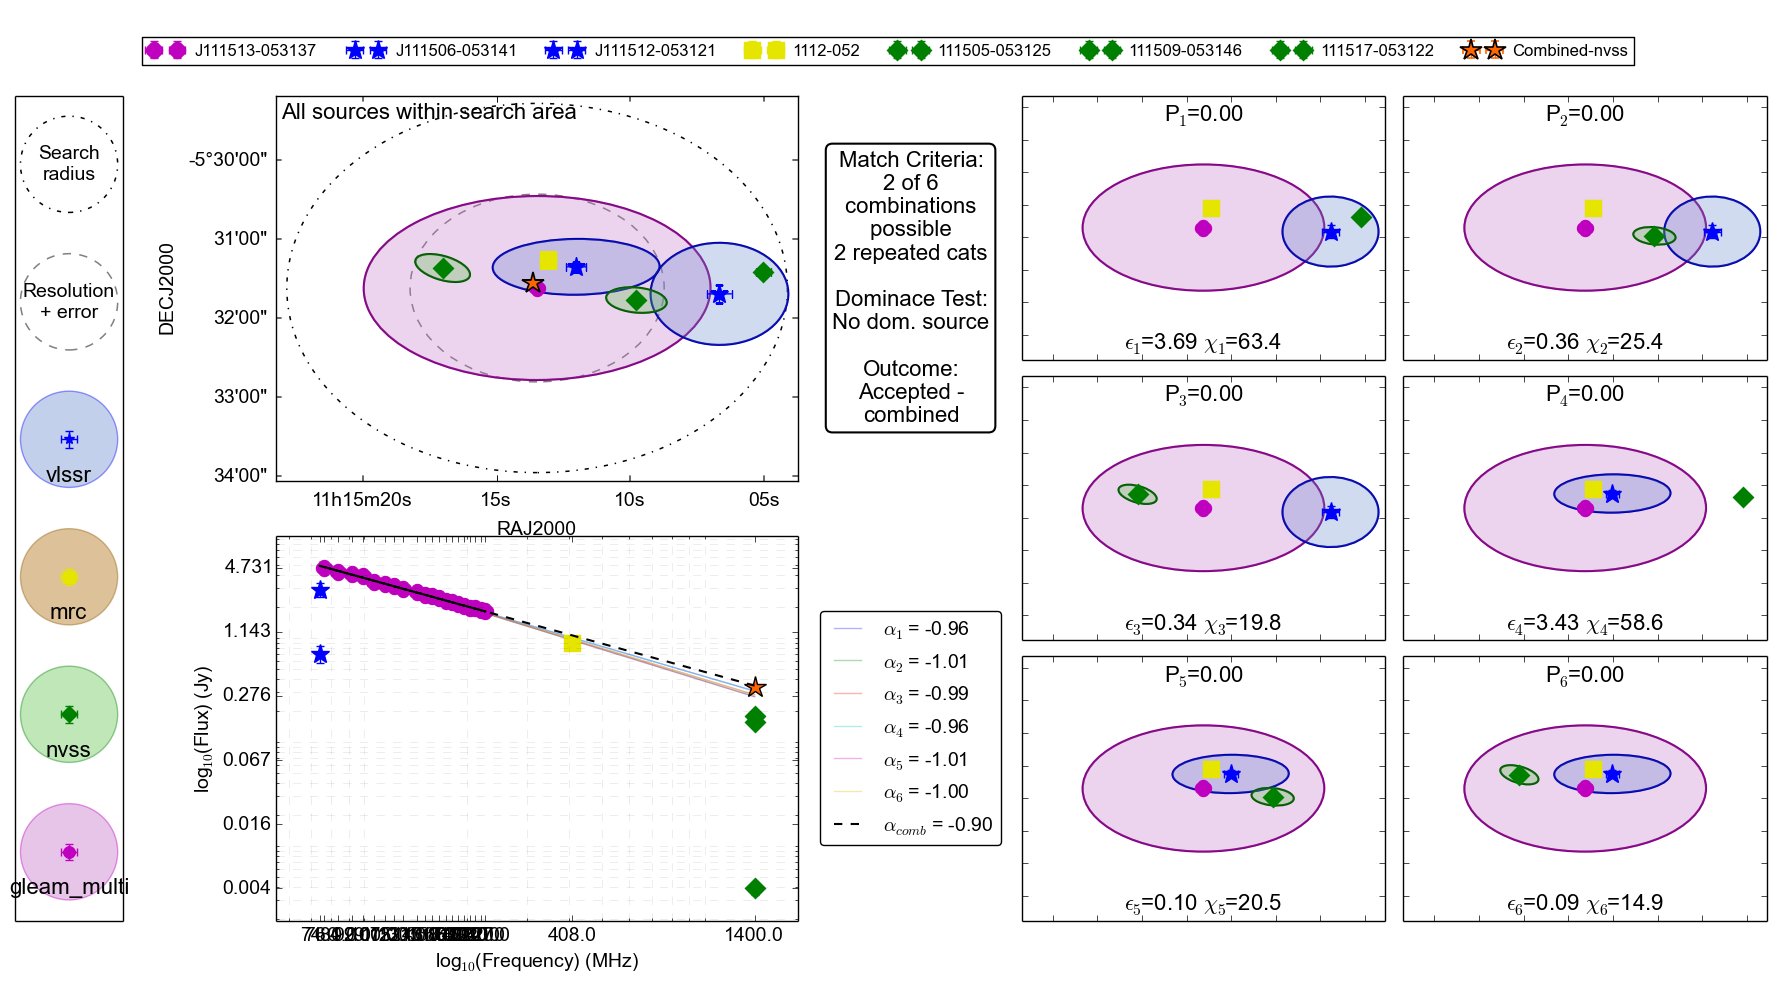 J111513-053137 J111506-053141 J111512-053121 1112-052 111505-053125 111509-053146 111517-053122 Combined-nvss
Search
radius
Resolution
+ error
vlssr
mrc
nvss
gleam_multi
All sources within search area
DECJ2000
-5°30'00"
31'00"
32'00"
33'00"
34'00"
11h15m20s 15s 10s 05s
RAJ2000
Match Criteria:
2 of 6
combinations
possible
2 repeated cats
Dominace Test:
No dom. source
Outcome:
Accepted -
combined
log₁₀(Flux) (Jy)
4.731
1.143
0.276
0.067
0.016
0.004
408.0 1400.0
log₁₀(Frequency) (MHz)
α₁ = -0.96
α₂ = -1.01
α₃ = -0.99
α₄ = -0.96
α₅ = -1.01
α₆ = -1.00
α_comb = -0.90
P₁=0.00
ϵ₁=3.69 χ₁=63.4
P₂=0.00
ϵ₂=0.36 χ₂=25.4
P₃=0.00
ϵ₃=0.34 χ₃=19.8
P₄=0.00
ϵ₄=3.43 χ₄=58.6
P₅=0.00
ϵ₅=0.10 χ₅=20.5
P₆=0.00
ϵ₆=0.09 χ₆=14.9